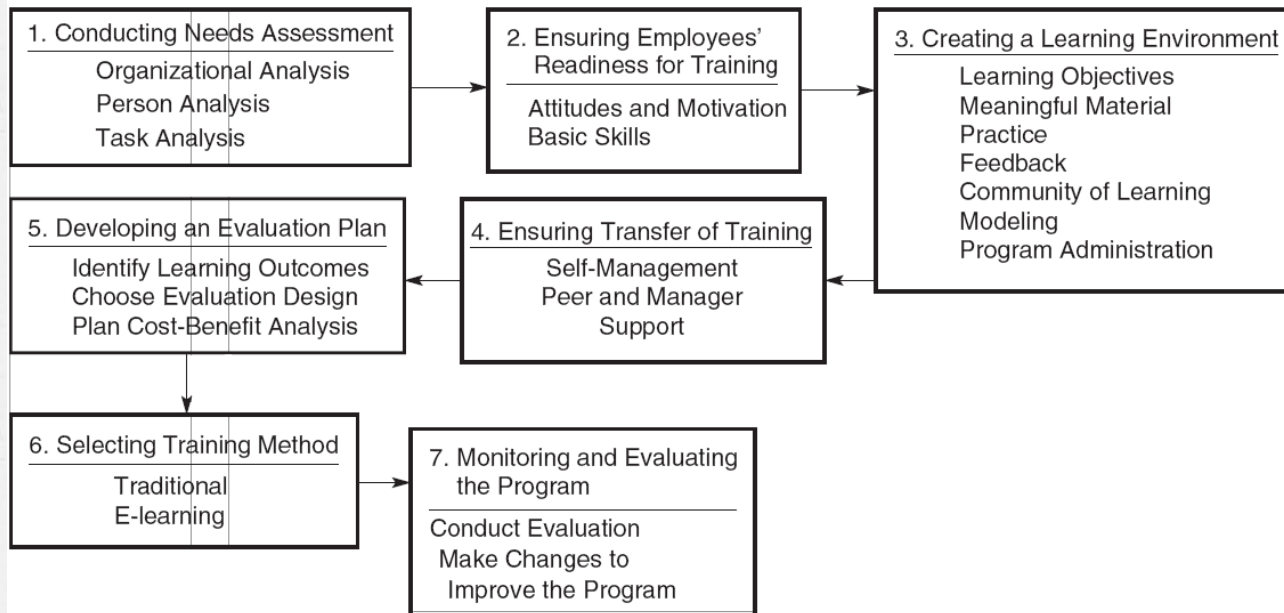 1. Conducting Needs Assessment
Organizational Analysis
Person Analysis
Task Analysis
2. Ensuring Employees’
Readiness for Training
Attitudes and Motivation
Basic Skills
3. Creating a Learning Environment
Learning Objectives
Meaningful Material
Practice
Feedback
Community of Learning
Modeling
Program Administration
4. Ensuring Transfer of Training
Self-Management
Peer and Manager
Support
5. Developing an Evaluation Plan
Identify Learning Outcomes
Choose Evaluation Design
Plan Cost-Benefit Analysis
6. Selecting Training Method
Traditional
E-learning
7. Monitoring and Evaluating
the Program
Conduct Evaluation
Make Changes to
Improve the Program